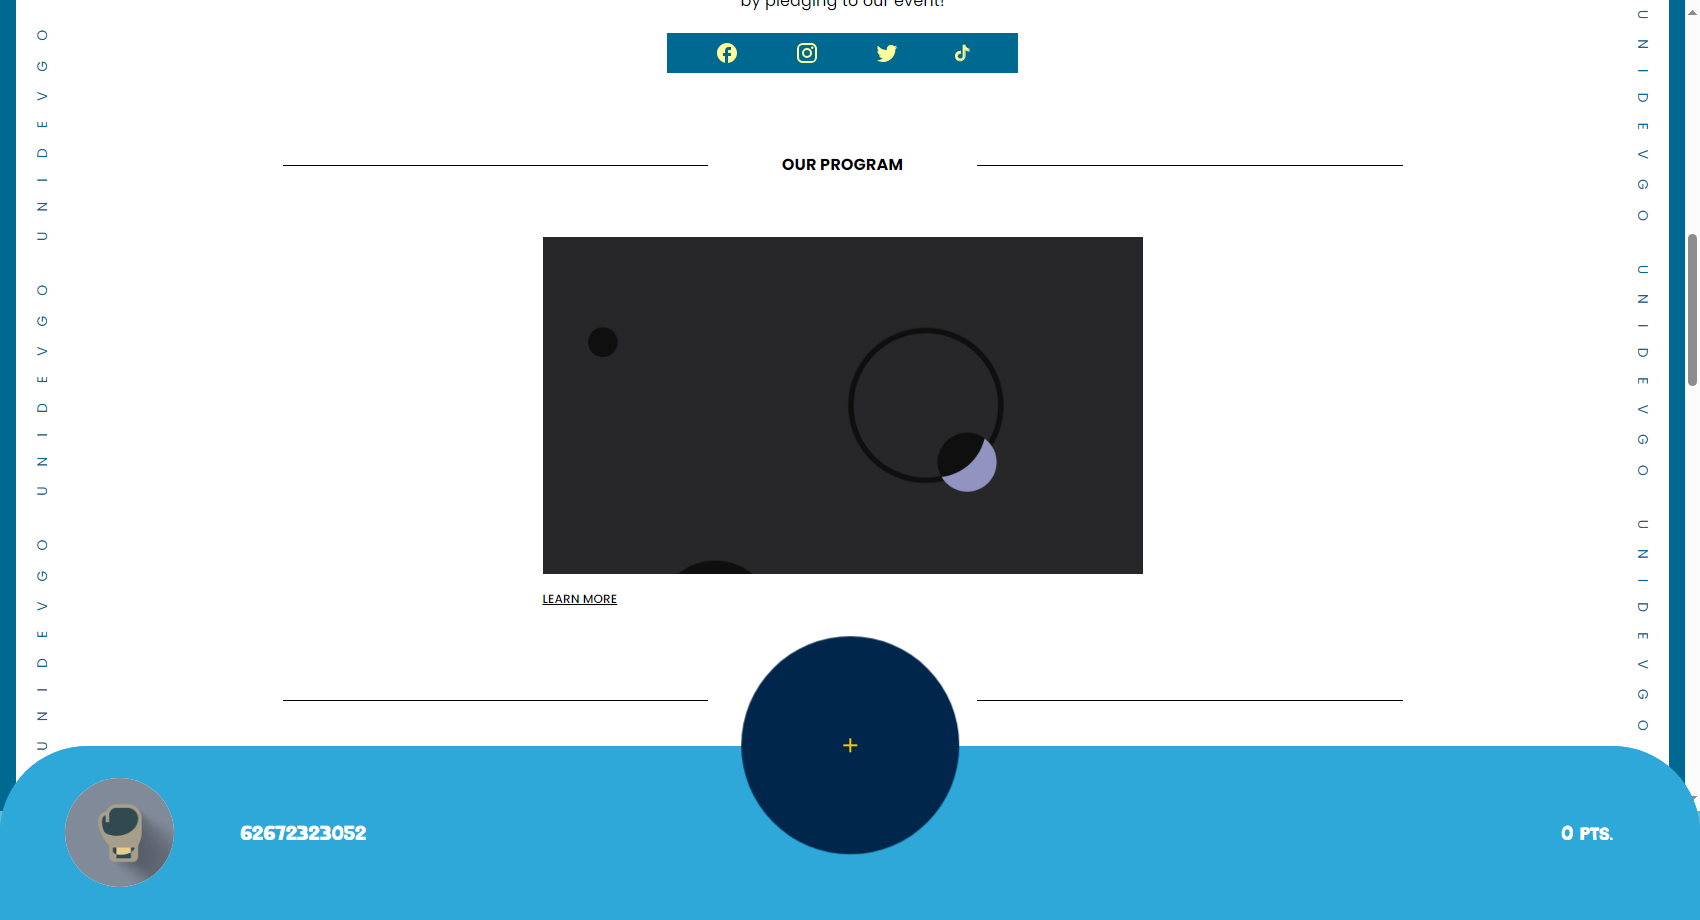 by pledging to our event!
OUR PROGRAM
LEARN MORE
+
62672323052
0 PTS.
UNIDEVGO UNIDEVGO UNIDEVGO
UNIDEVGO UNIDEVGO UNIDEVGO